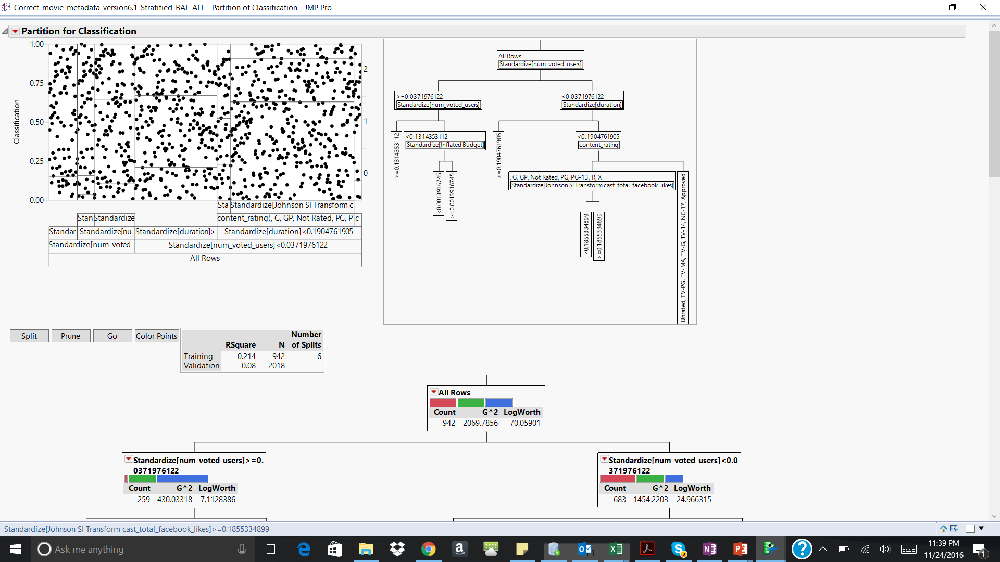 Correct_movie_metadata_version6.1_Stratified_BAL_ALL - Partition of Classification - JMP Pro
Partition for Classification
1.00
0.75
0.50
0.25
0.00
Classification
2
1
0
Sta Standardize[Johnson SI Transform c
Stan Standardize content_rating(, G, GP, Not Rated, PG, P c
Standar Standardize[nu Standardize[duration]> Standardize[duration]<0.1904761905
Standardize[num_voted_ Standardize[num_voted_users]<0.0371976122
All Rows
All Rows
Standardize[num_voted_users]
>=0.0371976122
Standardize[num_voted_users]
<0.0371976122
Standardize[duration]
>=0.1314353112
<0.1314353112
Standardize[Inflated Budget]
>=0.1904761905
<0.1904761905
content_rating
<0.0013916745
>=0.0013916745
, G, GP, Not Rated, PG, PG-13, R, X
Standardize[Johnson SI Transform cast_total_facebook_likes]
Unrated, TV-PG, TV-MA, TV-G, TV-14, NC-17, Approved
<0.1855334899
>=0.1855334899
Split Prune Go Color Points
Number
RSquare N of Splits
Training 0.214 942 6
Validation -0.08 2018
All Rows
Count G^2 LogWorth
942 2069.7856 70.05901
Standardize[num_voted_users]>=0.
0371976122
Count G^2 LogWorth
259 430.03318 7.1128386
Standardize[num_voted_users]<0.0
371976122
Count G^2 LogWorth
683 1454.2203 24.966315
Standardize[Johnson SI Transform cast_total_facebook_likes]>=0.1855334899
Ask me anything
11:39 PM
11/24/2016
3
1